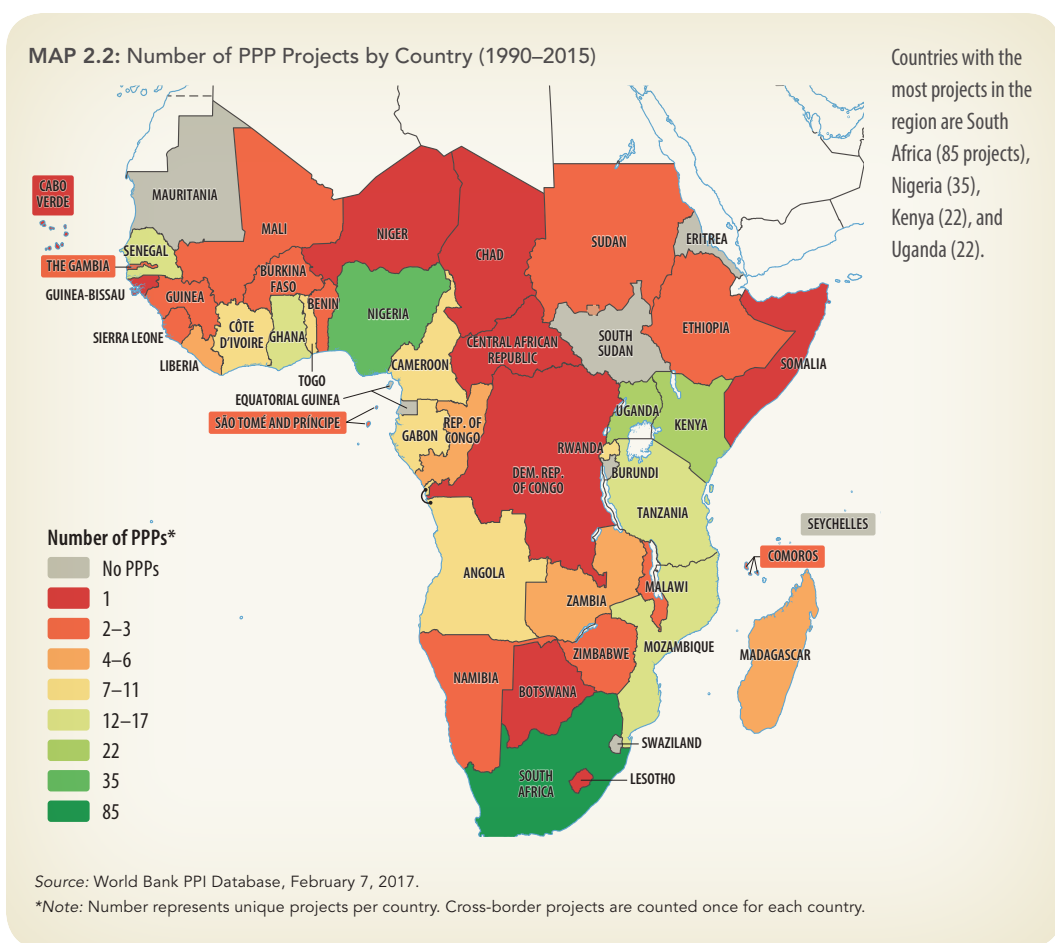 MAP 2.2: Number of PPP Projects by Country (1990–2015)
Countries with the
most projects in the
region are South
Africa (85 projects),
Nigeria (35),
Kenya (22), and
Uganda (22).
CABO
VERDE
MAURITANIA
MALI
NIGER
CHAD
SUDAN
ERITREA
SENEGAL
THE GAMBIA
GUINEA-BISSAU
GUINEA
BURKINA
FASO
BENIN
NIGERIA
SIERRA LEONE
CÔTE
D'IVOIRE
GHANA
LIBERIA
TOGO
CENTRAL AFRICAN
REPUBLIC
SOUTH
SUDAN
ETHIOPIA
SOMALIA
CAMEROON
EQUATORIAL GUINEA
SÃO TOMÉ AND PRÍNCIPE
GABON
REP. OF
CONGO
UGANDA
KENYA
RWANDA
BURUNDI
DEM. REP.
OF CONGO
TANZANIA
SEYCHELLES
COMOROS
ANGOLA
ZAMBIA
MALAWI
MOZAMBIQUE
MADAGASCAR
ZIMBABWE
NAMIBIA
BOTSWANA
SWAZILAND
SOUTH
AFRICA
LESOTHO
Number of PPPs*
No PPPs
1
2–3
4–6
7–11
12–17
22
35
85
Source: World Bank PPI Database, February 7, 2017.
*Note: Number represents unique projects per country. Cross-border projects are counted once for each country.